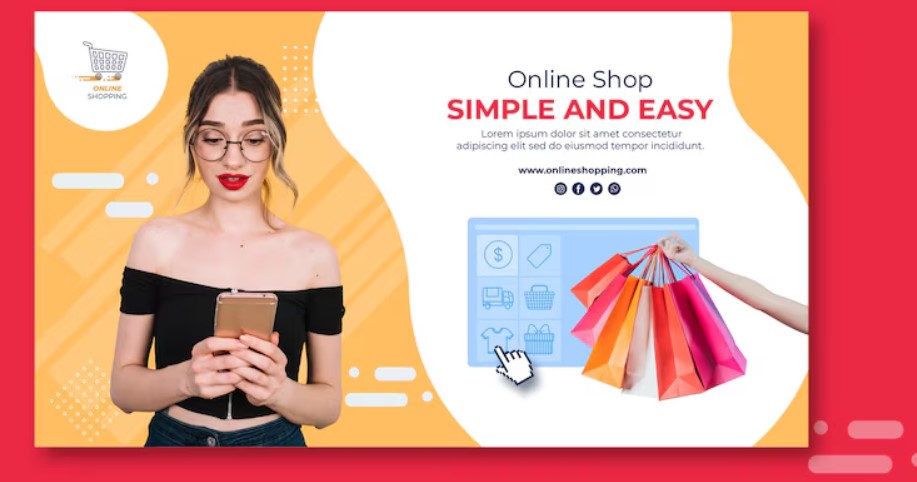 ONLINE
SHOPPING
Online Shop
SIMPLE AND EASY
Lorem ipsum dolor sit amet consectetur
adipiscing elit sed do eiusmod tempor incididunt.
www.onlineshopping.com
$